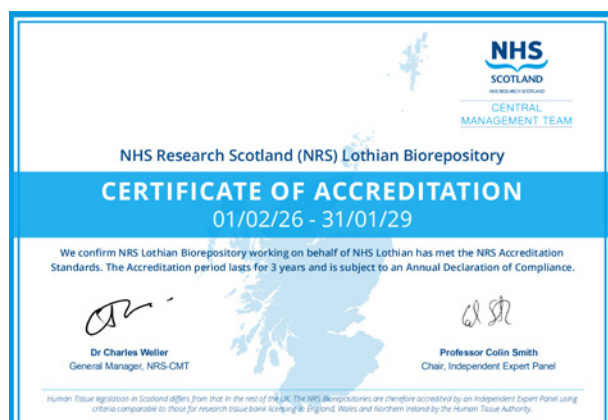 NHS
SCOTLAND
NHS RESEARCH SCOTLAND
CENTRAL
MANAGEMENT TEAM
NHS Research Scotland (NRS) Lothian Biorepository
CERTIFICATE OF ACCREDITATION
01/02/26 - 31/01/29
We confirm NRS Lothian Biorepository working on behalf of NHS Lothian has met the NRS Accreditation
Standards. The Accreditation period lasts for 3 years and is subject to an Annual Declaration of Compliance.
Dr Charles Weller
General Manager, NRS-CMT
Professor Colin Smith
Chair, Independent Expert Panel
Human Tissue legislation in Scotland differs from that in the rest of the UK. The NRS Biorepositories are therefore accredited by an Independent Expert Panel using
criteria comparable to those for research tissue bank licensing in England, Wales and Northern Ireland by the Human Tissue Authority.